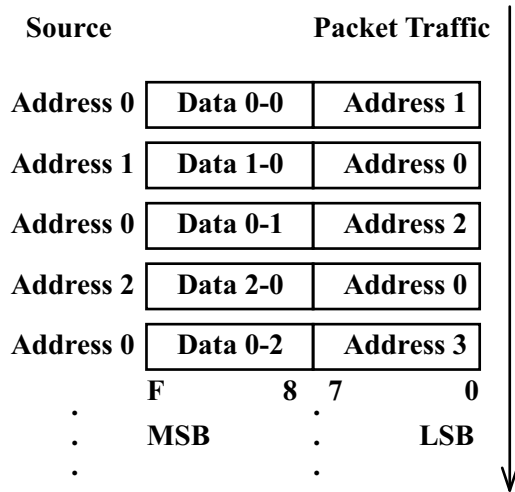 Source Packet Traffic
Address 0 Data 0-0 Address 1
Address 1 Data 1-0 Address 0
Address 0 Data 0-1 Address 2
Address 2 Data 2-0 Address 0
Address 0 Data 0-2 Address 3
F 8 7 0
. .
. MSB . LSB
. .